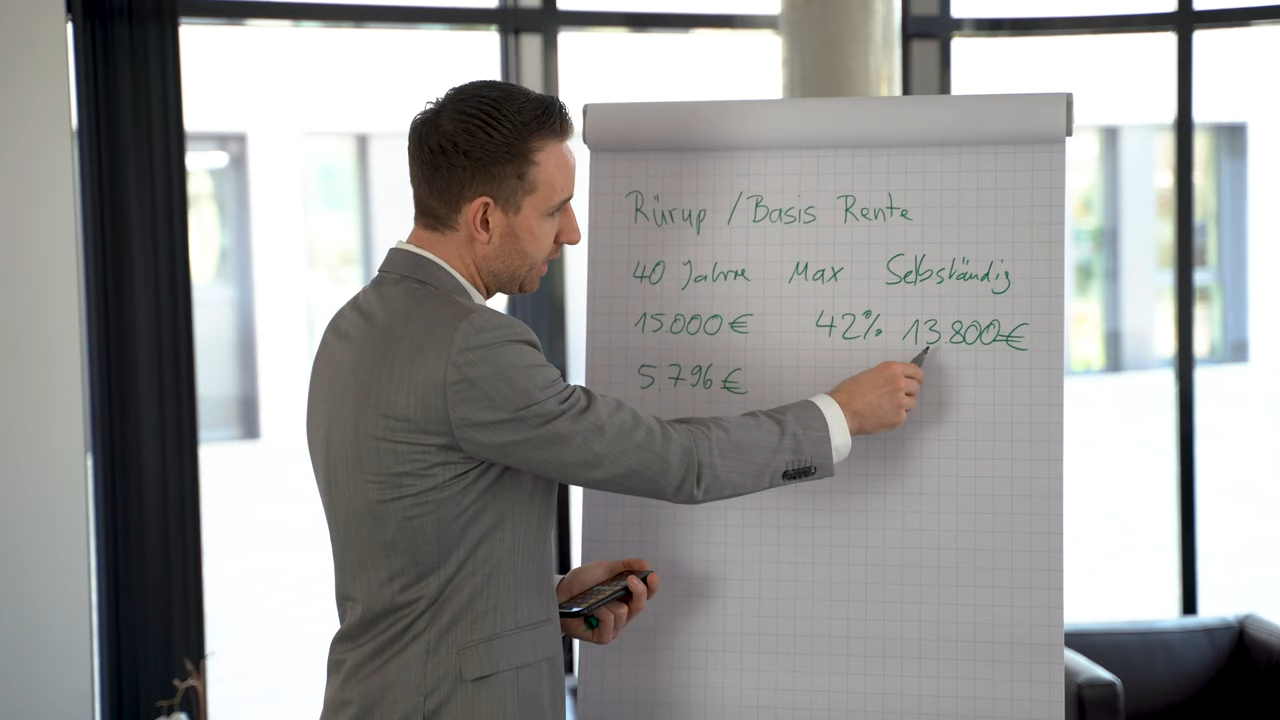 Rürup / Basis Rente
40 Jahre Max Selbständig
15.000 € 42% 13.800 €
5.796 €